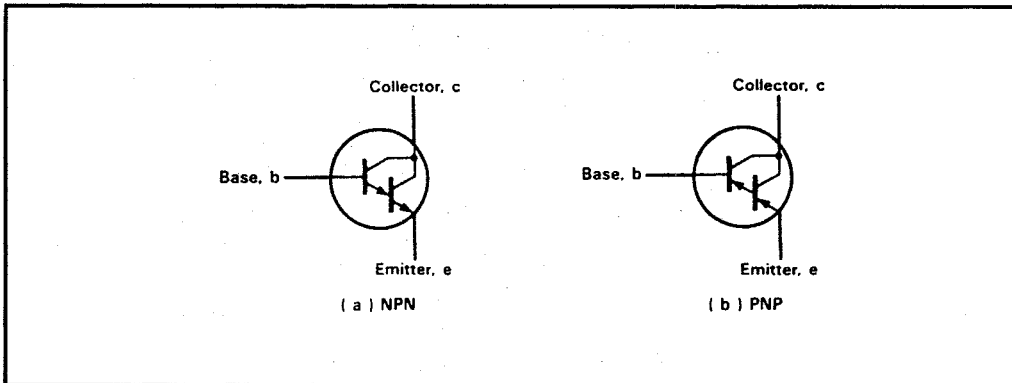 Collector, c
Collector, c
Base, b
Base, b
Emitter, e
Emitter, e
( a ) NPN
( b ) PNP